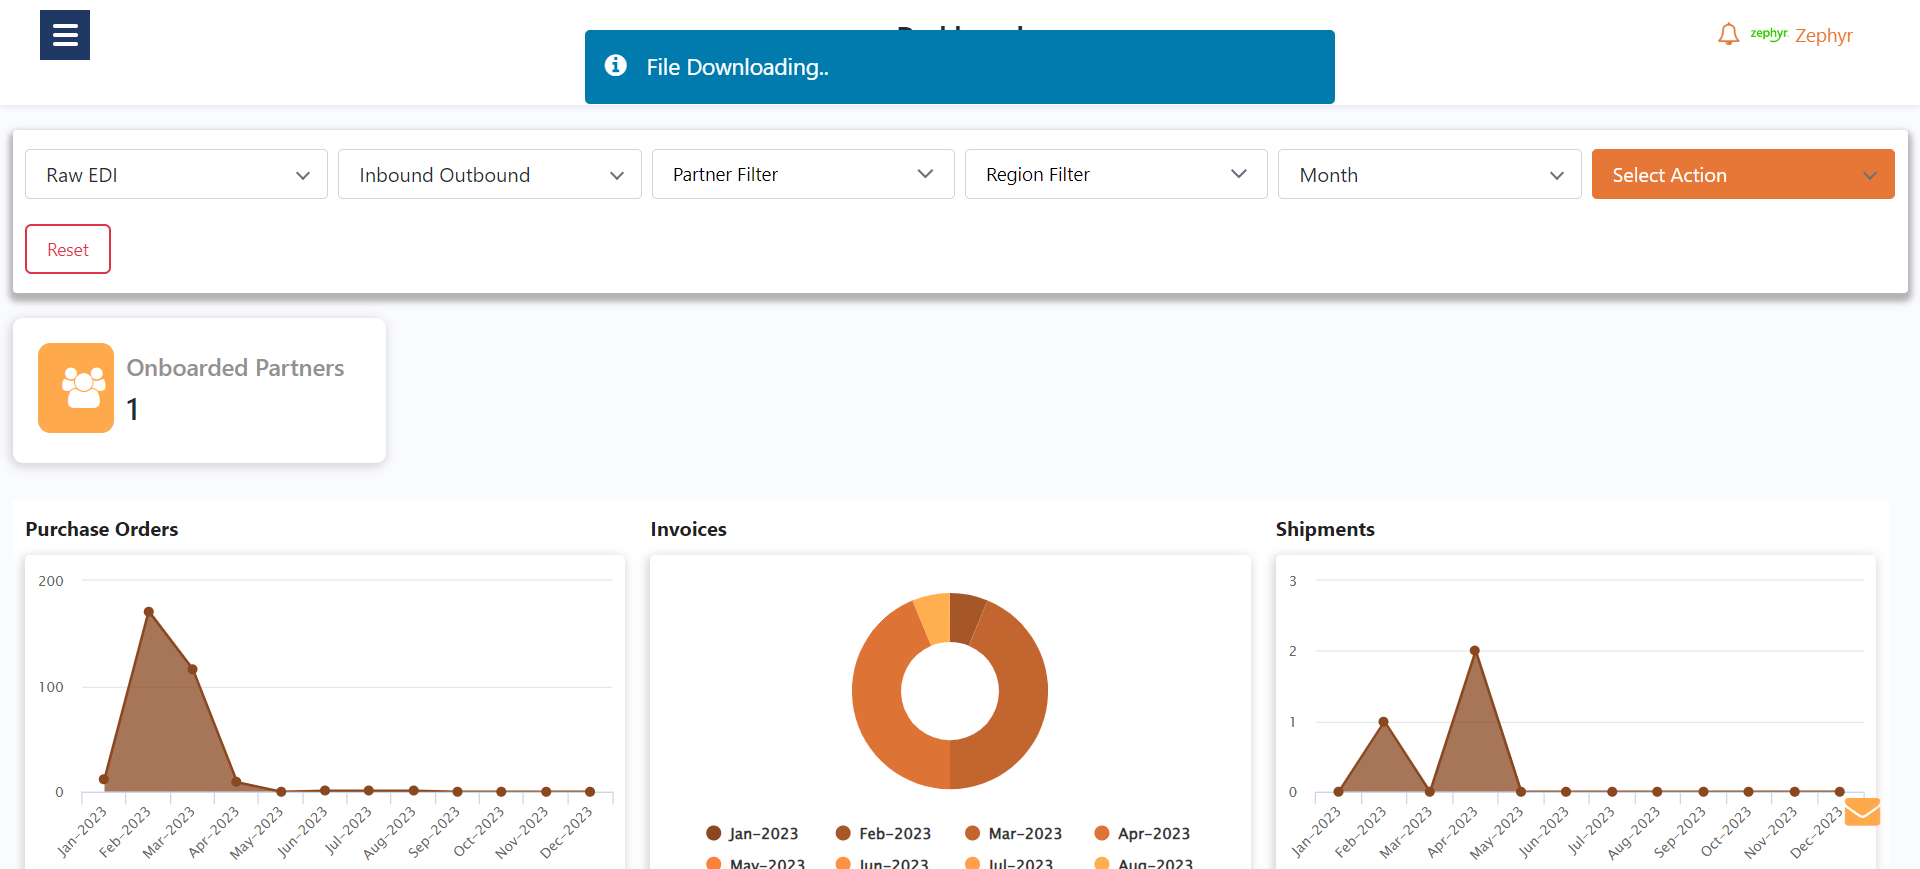 zephyr Zephyr
File Downloading..
Raw EDI Inbound Outbound Partner Filter Region Filter Month Select Action
Reset
Onboarded Partners
1
Purchase Orders
200
100
0
Jan-2023 Feb-2023 Mar-2023 Apr-2023 May-2023 Jun-2023 Jul-2023 Aug-2023 Sep-2023 Oct-2023 Nov-2023 Dec-2023
Invoices
Jan-2023 Feb-2023 Mar-2023 Apr-2023
May-2023 Jun-2023 Jul-2023 Aug-2023
Shipments
3
2
1
0
Jan-2023 Feb-2023 Mar-2023 Apr-2023 May-2023 Jun-2023 Jul-2023 Aug-2023 Sep-2023 Oct-2023 Nov-2023 Dec-2023